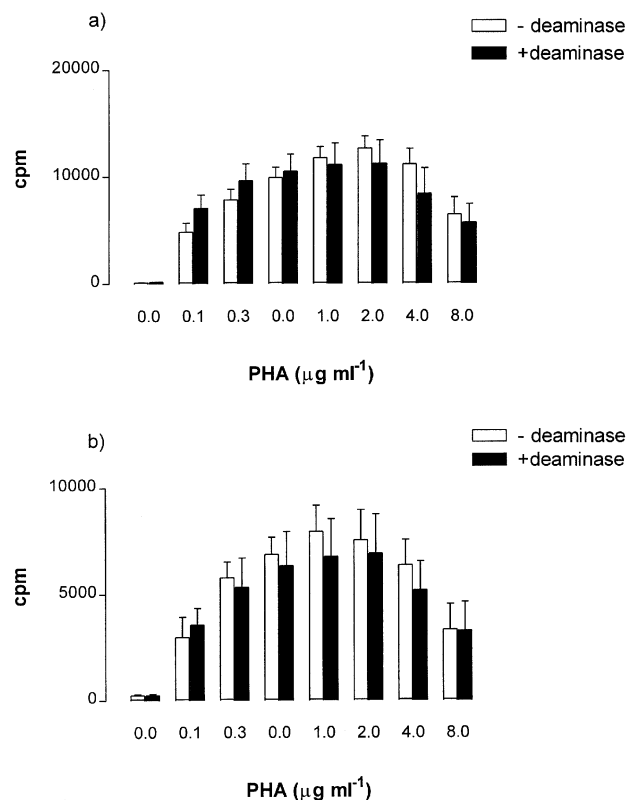 a)
- deaminase
+deaminase
20000
10000
0
cpm
0.0 0.1 0.3 0.0 1.0 2.0 4.0 8.0
PHA (μg ml-1)
b)
- deaminase
+deaminase
10000
5000
0
cpm
0.0 0.1 0.3 0.0 1.0 2.0 4.0 8.0
PHA (μg ml-1)